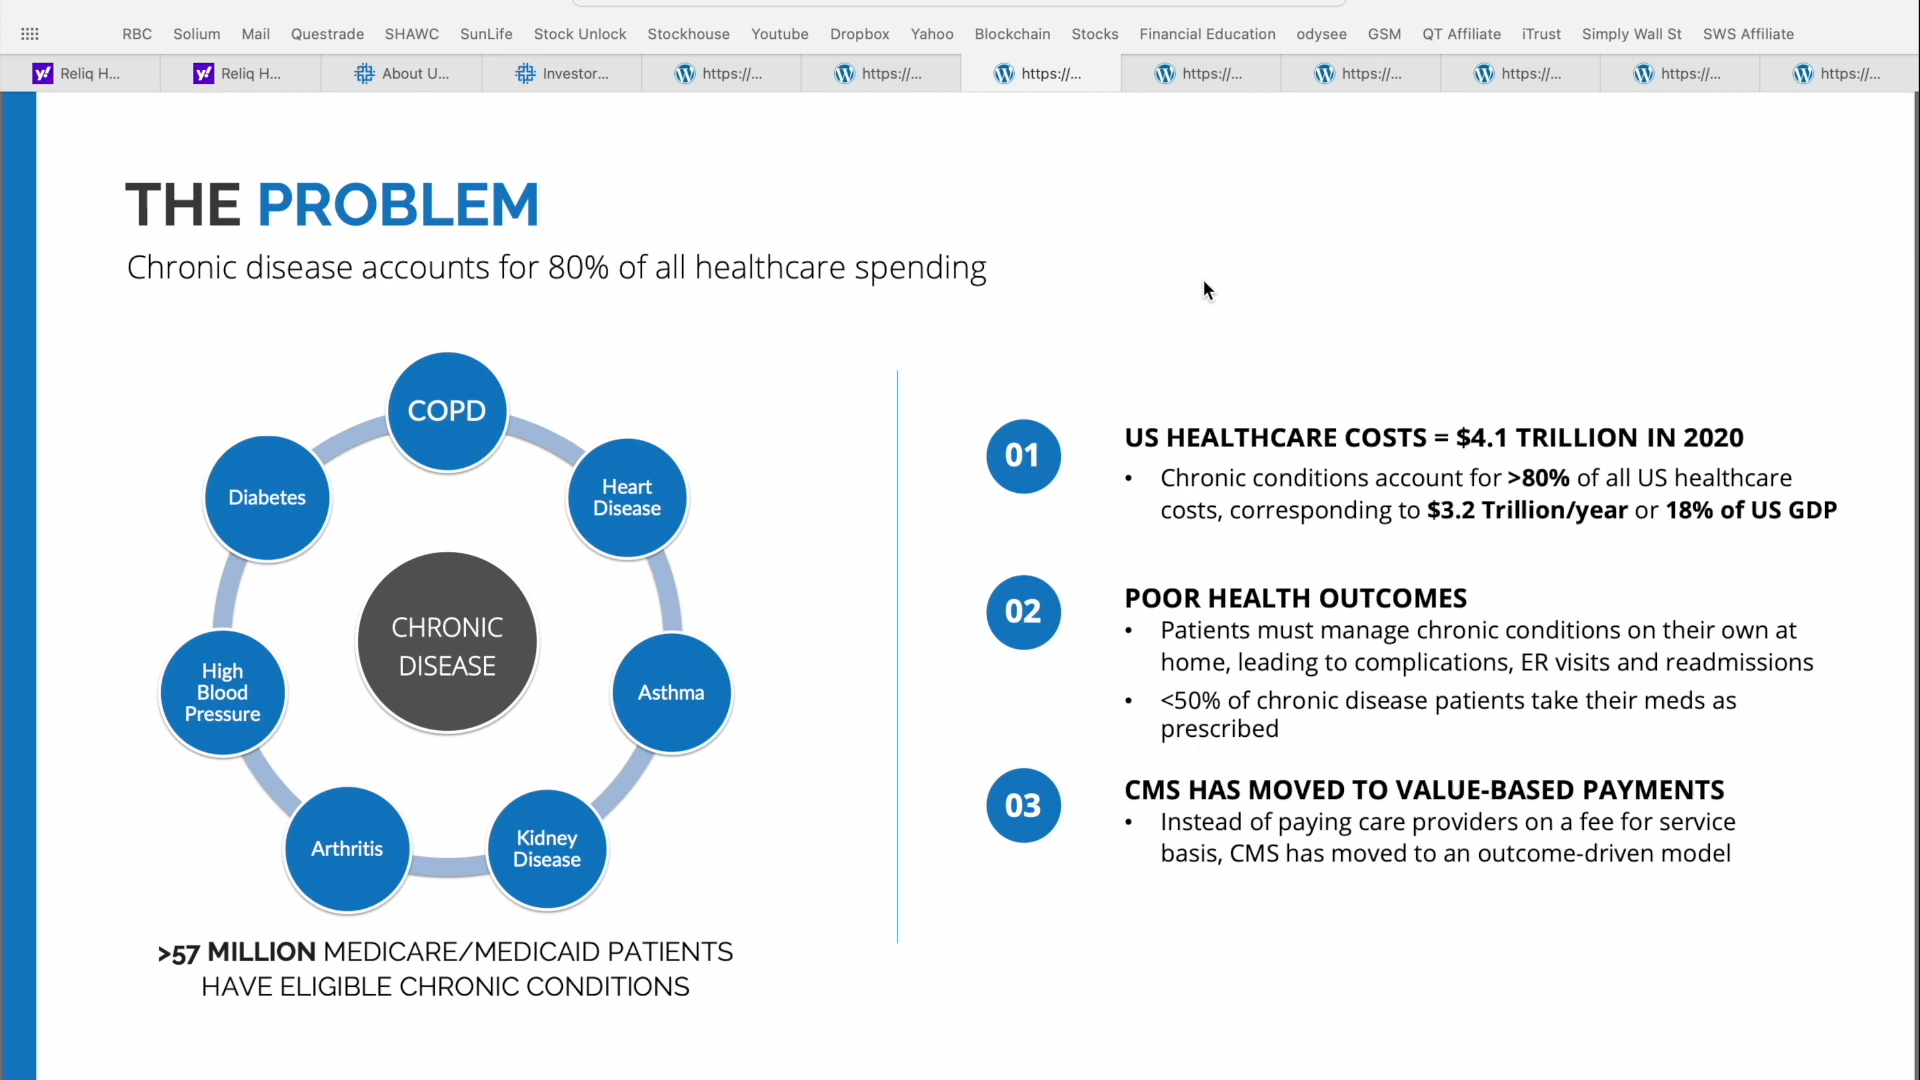 RBC Solium Mail Questrade SHAWC SunLife Stock Unlock Stockhouse Youtube Dropbox Yahoo Blockchain Stocks Financial Education odysee GSM QT Affiliate iTrust Simply Wall St SWS Affiliate
y! Reliq H... y! Reliq H... About U... Investor... https://... https://... https://... https://... https://... https://... https://... https://...
THE PROBLEM
Chronic disease accounts for 80% of all healthcare spending
COPD
Heart
Disease
Asthma
Kidney
Disease
Arthritis
High
Blood
Pressure
Diabetes
CHRONIC
DISEASE
>57 MILLION MEDICARE/MEDICAID PATIENTS
HAVE ELIGIBLE CHRONIC CONDITIONS
01
US HEALTHCARE COSTS = $4.1 TRILLION IN 2020
• Chronic conditions account for >80% of all US healthcare
costs, corresponding to $3.2 Trillion/year or 18% of US GDP
02
POOR HEALTH OUTCOMES
• Patients must manage chronic conditions on their own at
home, leading to complications, ER visits and readmissions
• <50% of chronic disease patients take their meds as
prescribed
03
CMS HAS MOVED TO VALUE-BASED PAYMENTS
• Instead of paying care providers on a fee for service
basis, CMS has moved to an outcome-driven model